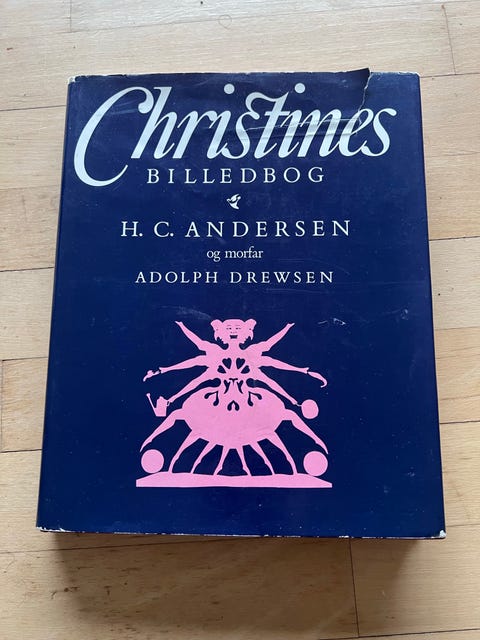 Christines
BILLEDBOG
H. C. ANDERSEN
og morfar
ADOLPH DREWSEN